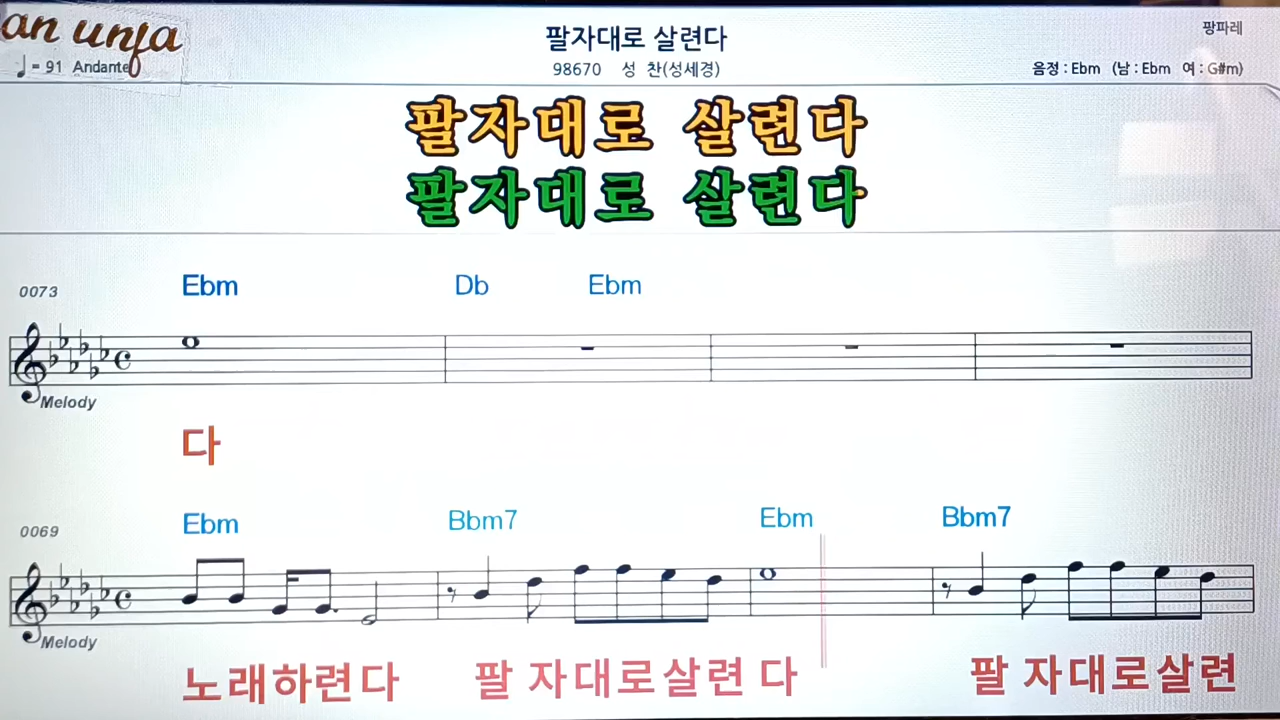 an unfa
팔자대로 살련다
팡파레
♩= 91 Andante
98670 성 찬(성세경)
음정 : Ebm (남 : Ebm 여 : G#m)
팔자대로 살련다
팔자대로 살련다
Ebm Db Ebm
0073
Melody
다
Ebm Bbm7 Ebm Bbm7
0069
Melody
노래하련다 팔 자대로살련 다 팔 자대로살련